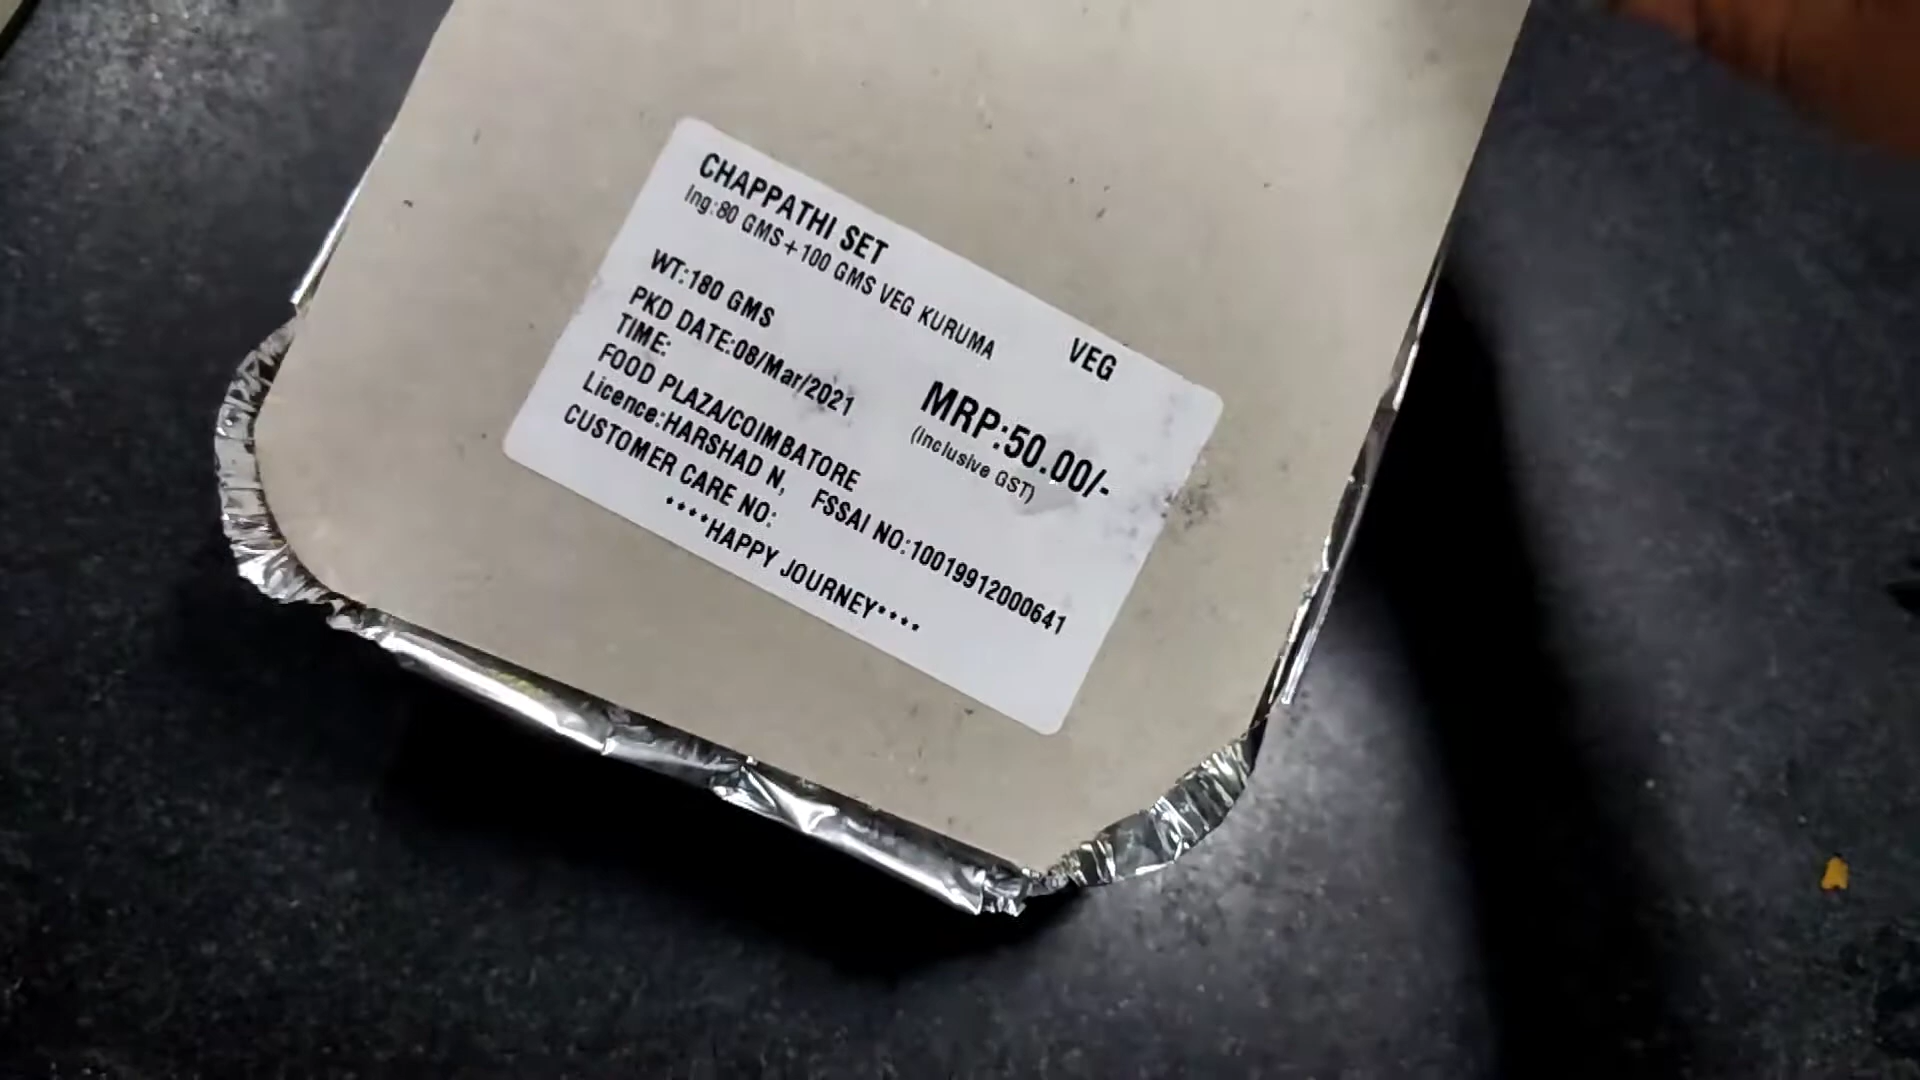 CHAPPATHI SET
Ing:80 GMS+100 GMS VEG KURUMA
VEG
WT:180 GMS
PKD DATE:08/Mar/2021
MRP:50.00/-
TIME:
(Inclusive GST)
FOOD PLAZA/COIMBATORE
Licence:HARSHAD N, FSSAI NO:10019912000641
CUSTOMER CARE NO:
****HAPPY JOURNEY****